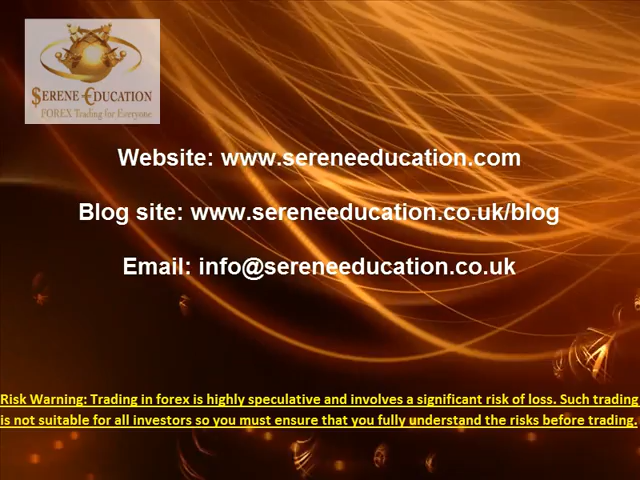 SERENE EDUCATION
FOREX Trading for Everyone
Website: www.sereneeducation.com
Blog site: www.sereneeducation.co.uk/blog
Email: info@sereneeducation.co.uk
Risk Warning: Trading in forex is highly speculative and involves a significant risk of loss. Such trading
is not suitable for all investors so you must ensure that you fully understand the risks before trading.